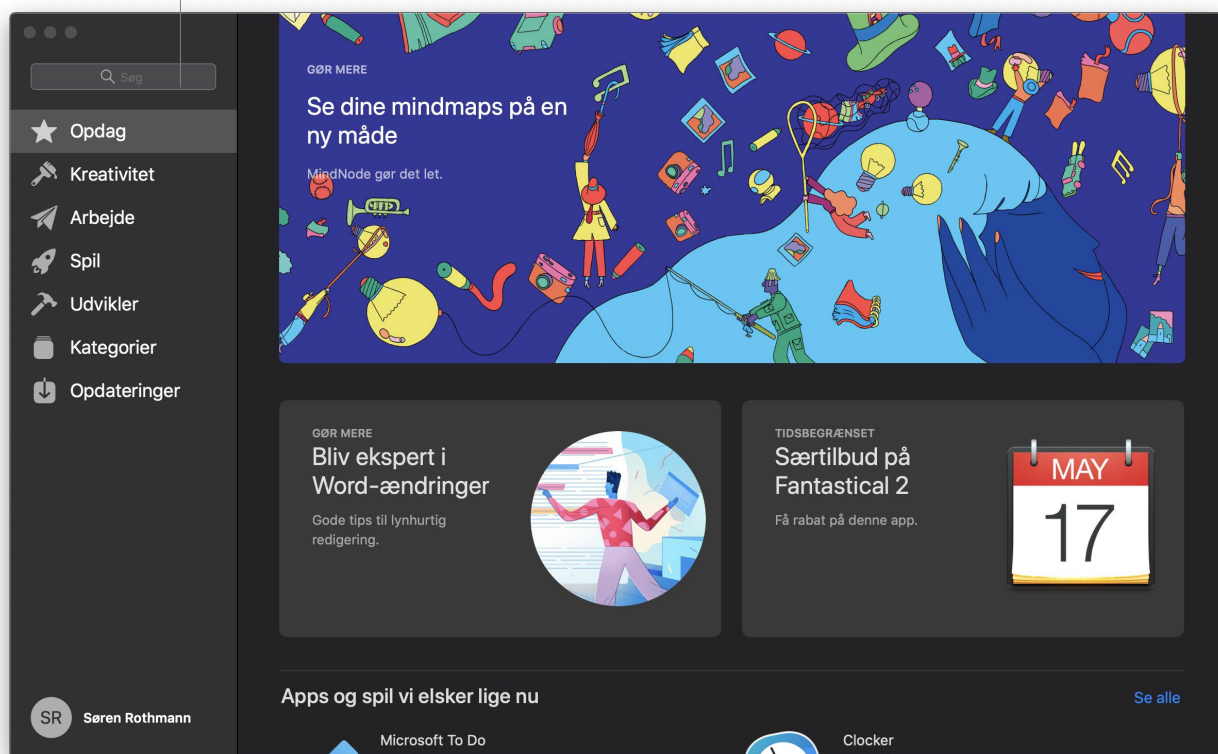 Søg
Opdag
Kreativitet
Arbejde
Spil
Udvikler
Kategorier
Opdateringer
SR
Søren Rothmann
GØR MERE
Se dine mindmaps på en
ny måde
MindNode gør det let.
GØR MERE
Bliv ekspert i
Word-ændringer
Gode tips til lynhurtig
redigering.
TIDSBEGRÆNSET
Særtilbud på
Fantastical 2
Få rabat på denne app.
MAY
17
Apps og spil vi elsker lige nu
Se alle
Microsoft To Do
Clocker